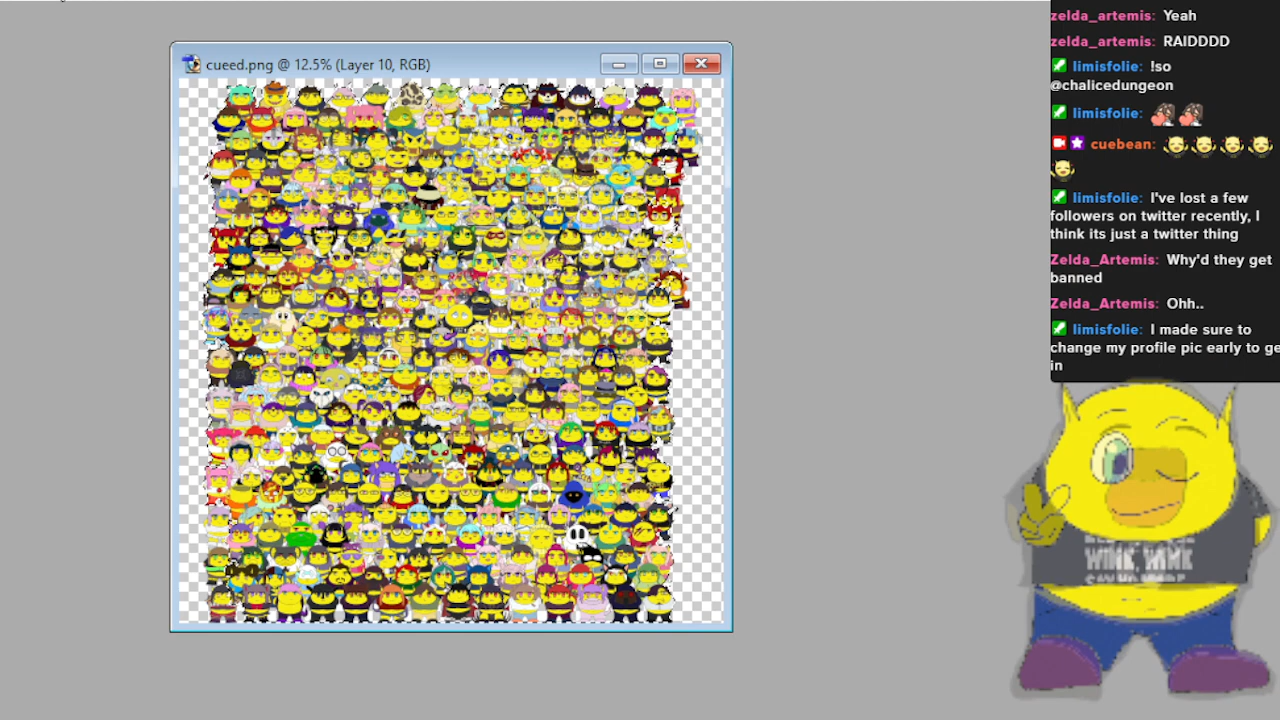 cueed.png @ 12.5% (Layer 10, RGB)
zelda_artemis: Yeah
zelda_artemis: RAIDDDD
limisfolie: !so
@chalicedungeon
limisfolie:
cuebean:
limisfolie: I've lost a few
followers on twitter recently, I
think its just a twitter thing
Zelda_Artemis: Why'd they get
banned
Zelda_Artemis: Ohh..
limisfolie: I made sure to
change my profile pic early to ge
in
WINK, WINK